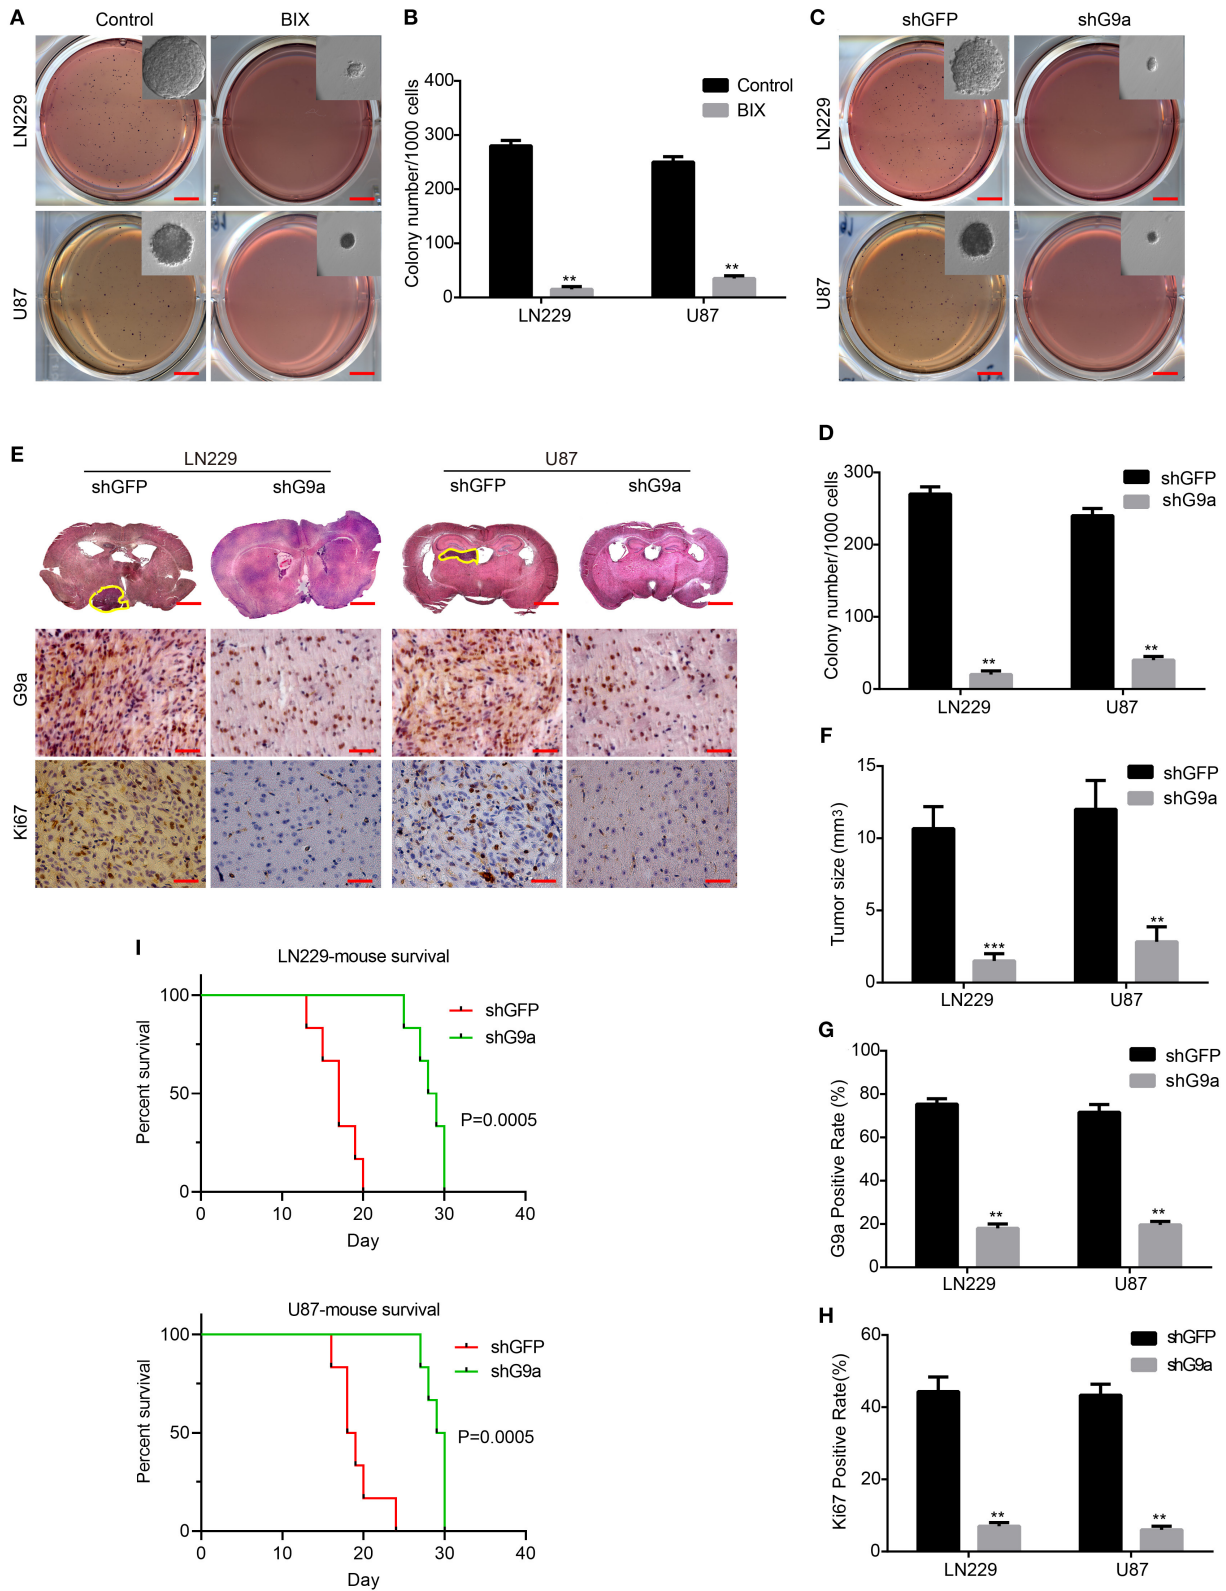 A
Control
BIX
LN229
U87
B
400
300
200
100
0
Colony number/1000 cells
Control
BIX
**
**
LN229
U87
C
shGFP
shG9a
LN229
U87
D
300
200
100
0
Colony number/1000 cells
shGFP
shG9a
**
**
LN229
U87
E
LN229
U87
shGFP
shG9a
shGFP
shG9a
G9a
Ki67
F
15
10
5
0
Tumor size (mm3)
shGFP
shG9a
***
**
LN229
U87
G
100
80
60
40
20
0
G9a Positive Rate (%)
shGFP
shG9a
**
**
LN229
U87
H
60
40
20
0
Ki67 Positive Rate(%)
shGFP
shG9a
**
**
LN229
U87
I
LN229-mouse survival
100
50
0
Percent survival
shGFP
shG9a
P=0.0005
0 10 20 30 40
Day
U87-mouse survival
100
50
0
Percent survival
shGFP
shG9a
P=0.0005
0 10 20 30 40
Day